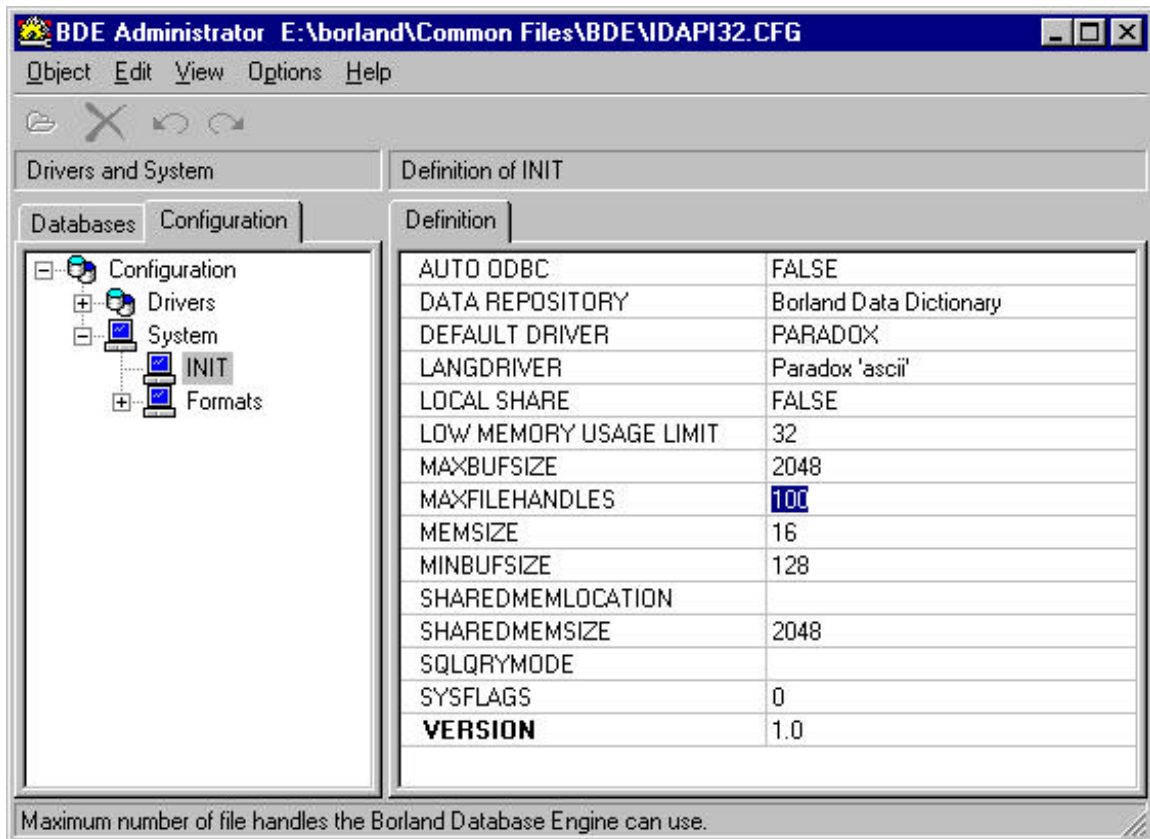 BDE Administrator E:\borland\Common Files\BDE\IDAPI32.CFG
Object Edit View Options Help
Drivers and System
Definition of INIT
Databases Configuration
Definition
Configuration
Drivers
System
INIT
Formats
AUTO ODBC FALSE
DATA REPOSITORY Borland Data Dictionary
DEFAULT DRIVER PARADOX
LANGDRIVER Paradox 'ascii'
LOCAL SHARE FALSE
LOW MEMORY USAGE LIMIT 32
MAXBUFSIZE 2048
MAXFILEHANDLES 100
MEMSIZE 16
MINBUFSIZE 128
SHAREDMEMLOCATION
SHAREDMEMSIZE 2048
SQLQRYMODE
SYSFLAGS 0
VERSION 1.0
Maximum number of file handles the Borland Database Engine can use.